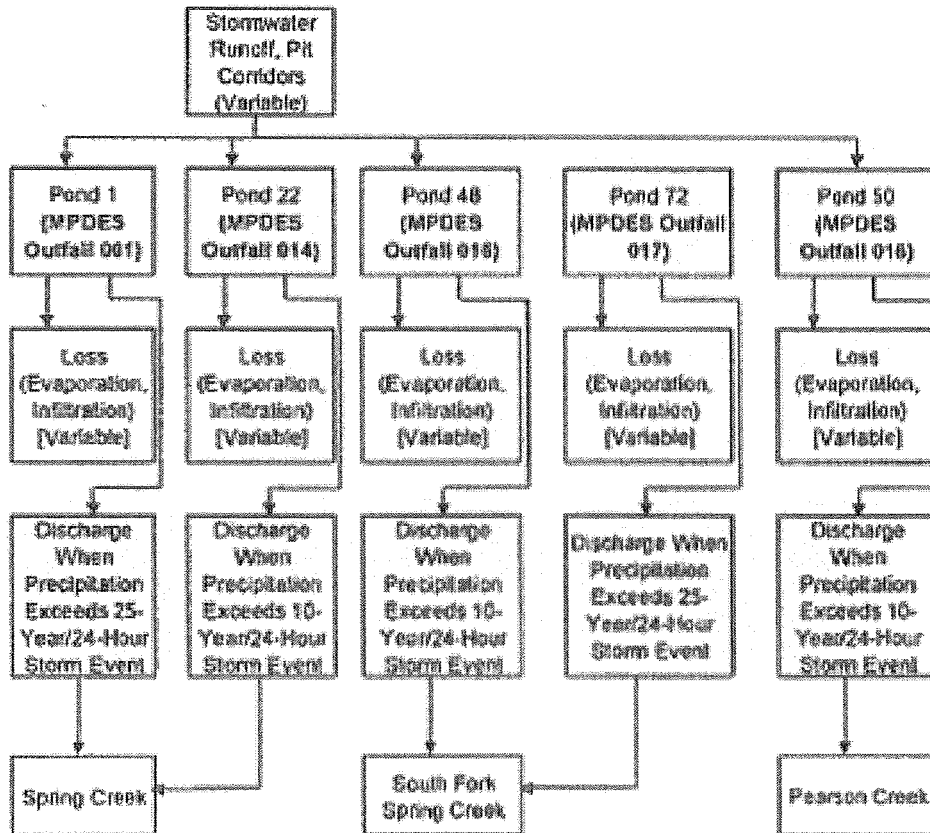 Stormwater
Runoff, Pit
Corridors
(Variable)
Pond 1
(MPDES
Outfall 001)
Pond 22
(MPDES
Outfall 014)
Pond 48
(MPDES
Outfall
Pond 72
(MPDES Outfall
017)
Pond 50
(MPDES
Outfall 016)
Loss
(Evaporation,
Infiltration)
[Variable]
Loss
(Evaporation,
Infiltration)
[Variable]
Loss
(Evaporation,
Infiltration)
[Variable]
Loss
(Evaporation,
Infiltration)
[Variable]
Loss
(Evaporation,
Infiltration)
[Variable]
Discharge
When
Precipitation
Exceeds 25-
Year/24-Hour
Storm Event
Discharge
When
Precipitation
Exceeds 10-
Year/24-Hour
Storm Event
Discharge
When
Precipitation
Exceeds 10-
Year/24-Hour
Storm Event
Discharge When
Precipitation
Exceeds 25-
Year/24-Hour
Storm Event
Discharge
When
Precipitation
Exceeds 10-
Year/24-Hour
Storm Event
Spring Creek
South Fork
Spring Creek
Pearson Creek